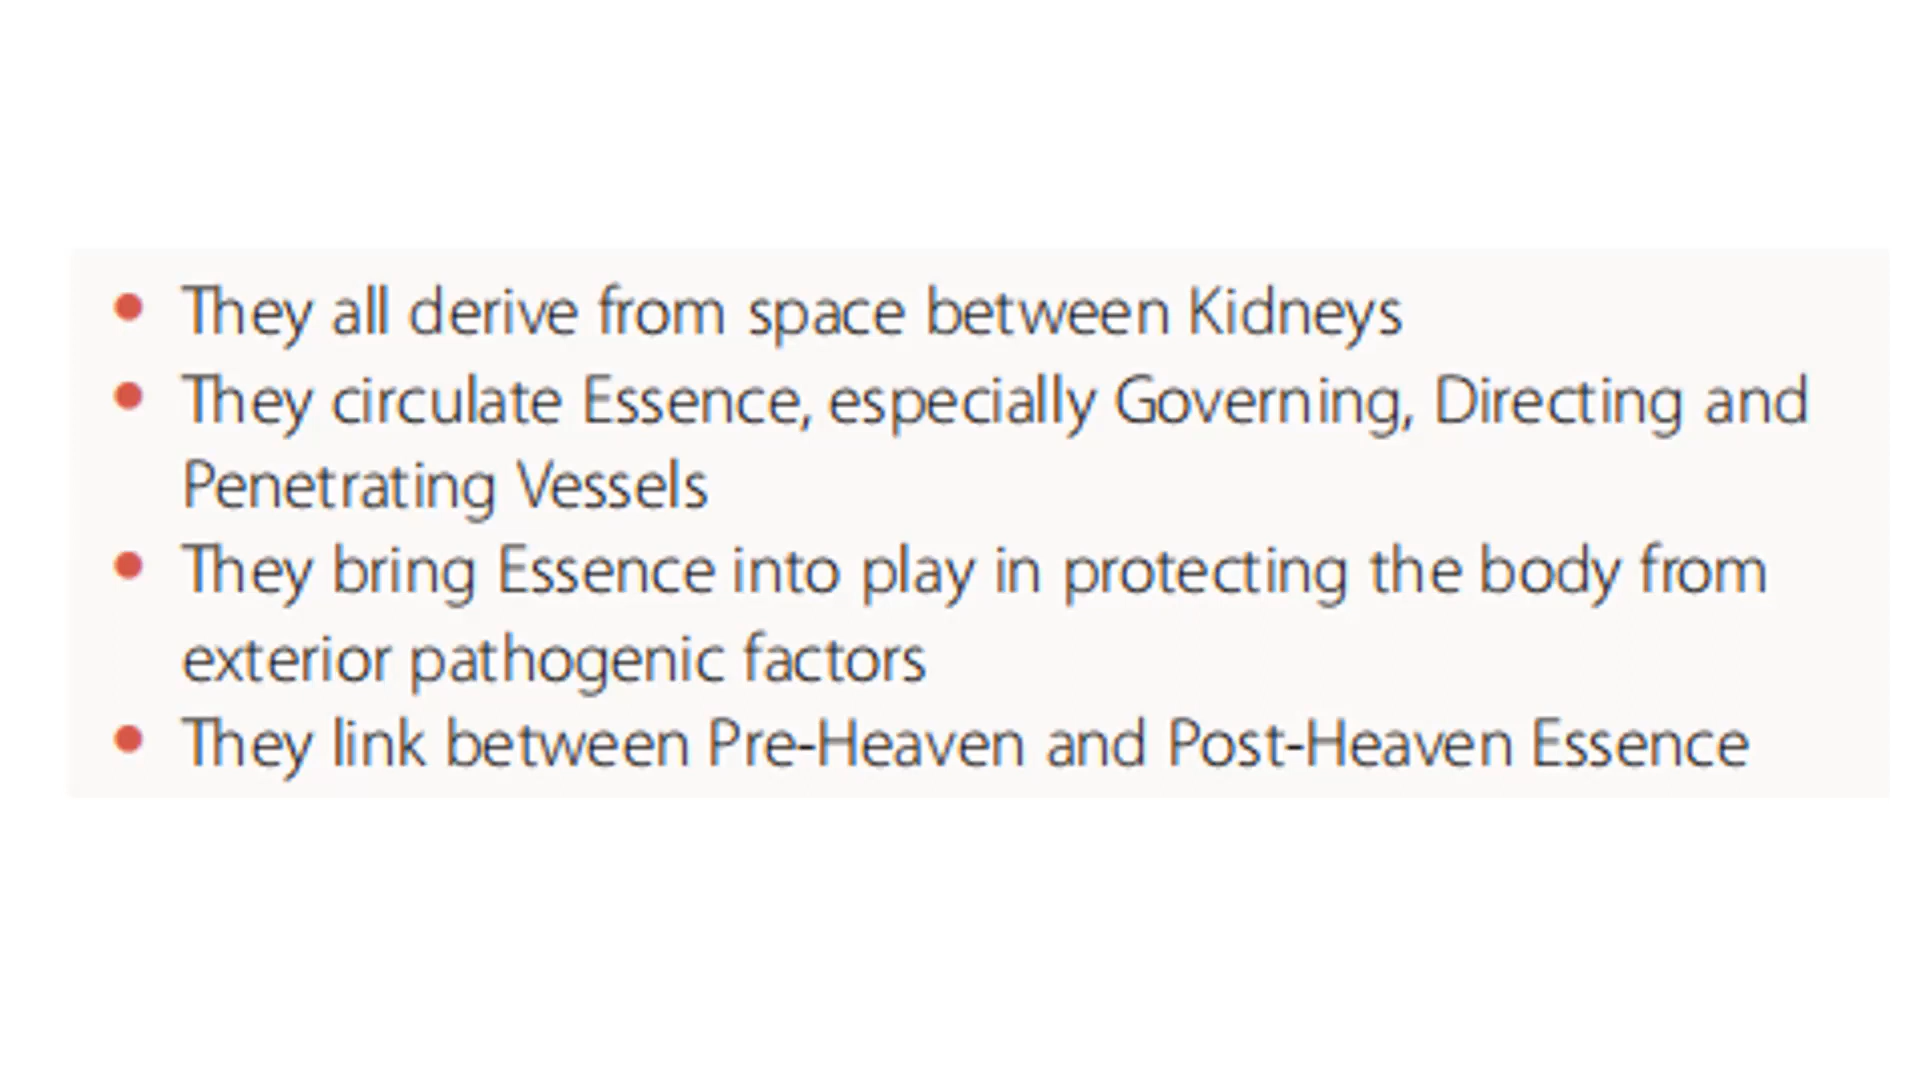 • They all derive from space between Kidneys
• They circulate Essence, especially Governing, Directing and
Penetrating Vessels
• They bring Essence into play in protecting the body from
exterior pathogenic factors
• They link between Pre-Heaven and Post-Heaven Essence